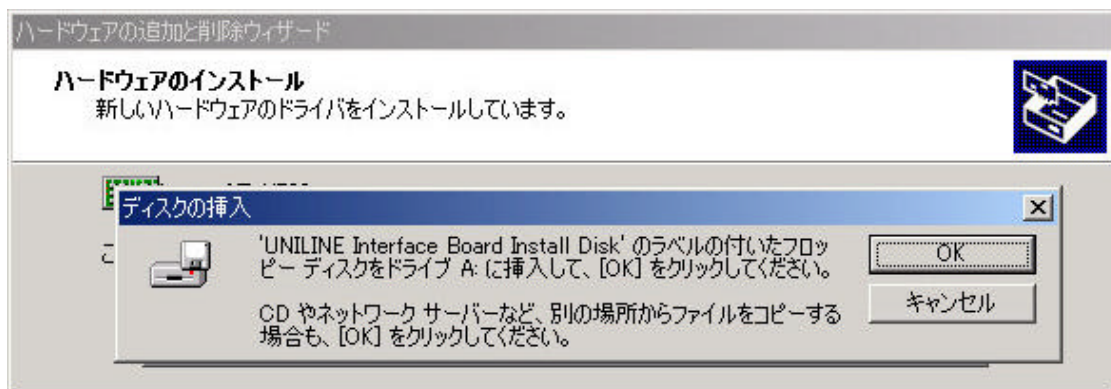 ハードウェアの追加と削除ウィザード
ハードウェアのインストール
新しいハードウェアのドライバをインストールしています。
ディスクの挿入
'UNILINE Interface Board Install Disk' のラベルの付いたフロッ
ピー ディスクをドライブ A: に挿入して、[OK] をクリックしてください。
CD やネットワーク サーバーなど、別の場所からファイルをコピーする
場合も、[OK] をクリックしてください。
OK
キャンセル
こ